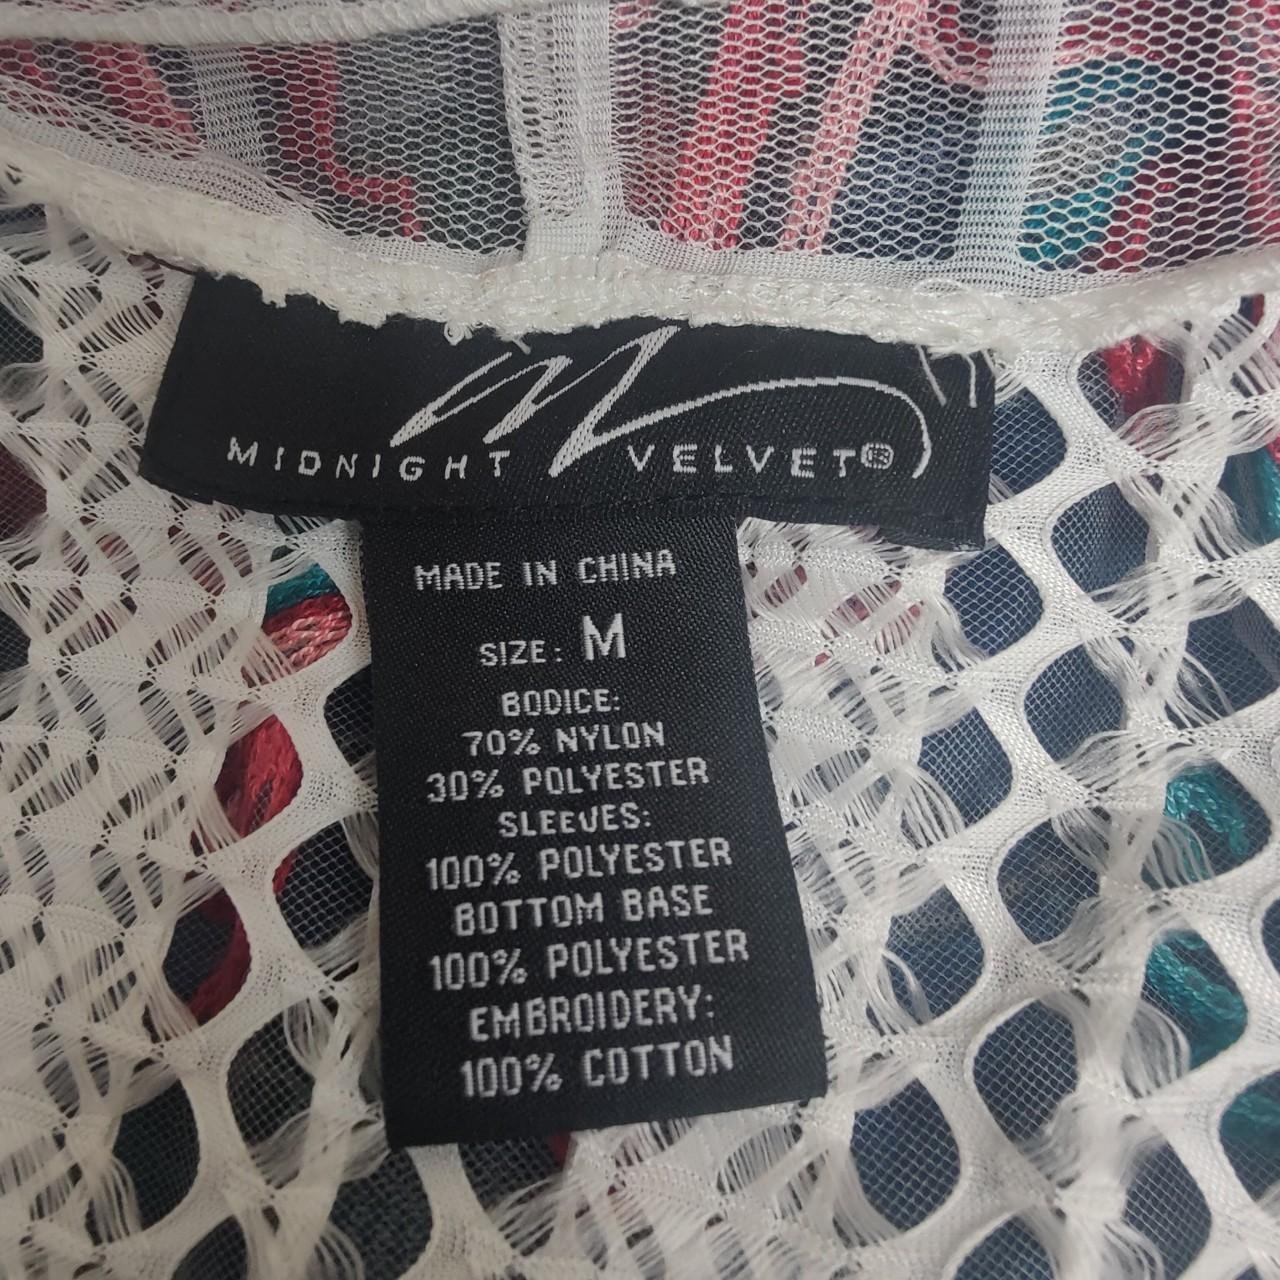 MIDNIGHT VELVET®
MADE IN CHINA
SIZE: M
BODICE:
70% NYLON
30% POLYESTER
SLEEVES:
100% POLYESTER
BOTTOM BASE
100% POLYESTER
EMBROIDERY:
100% COTTON